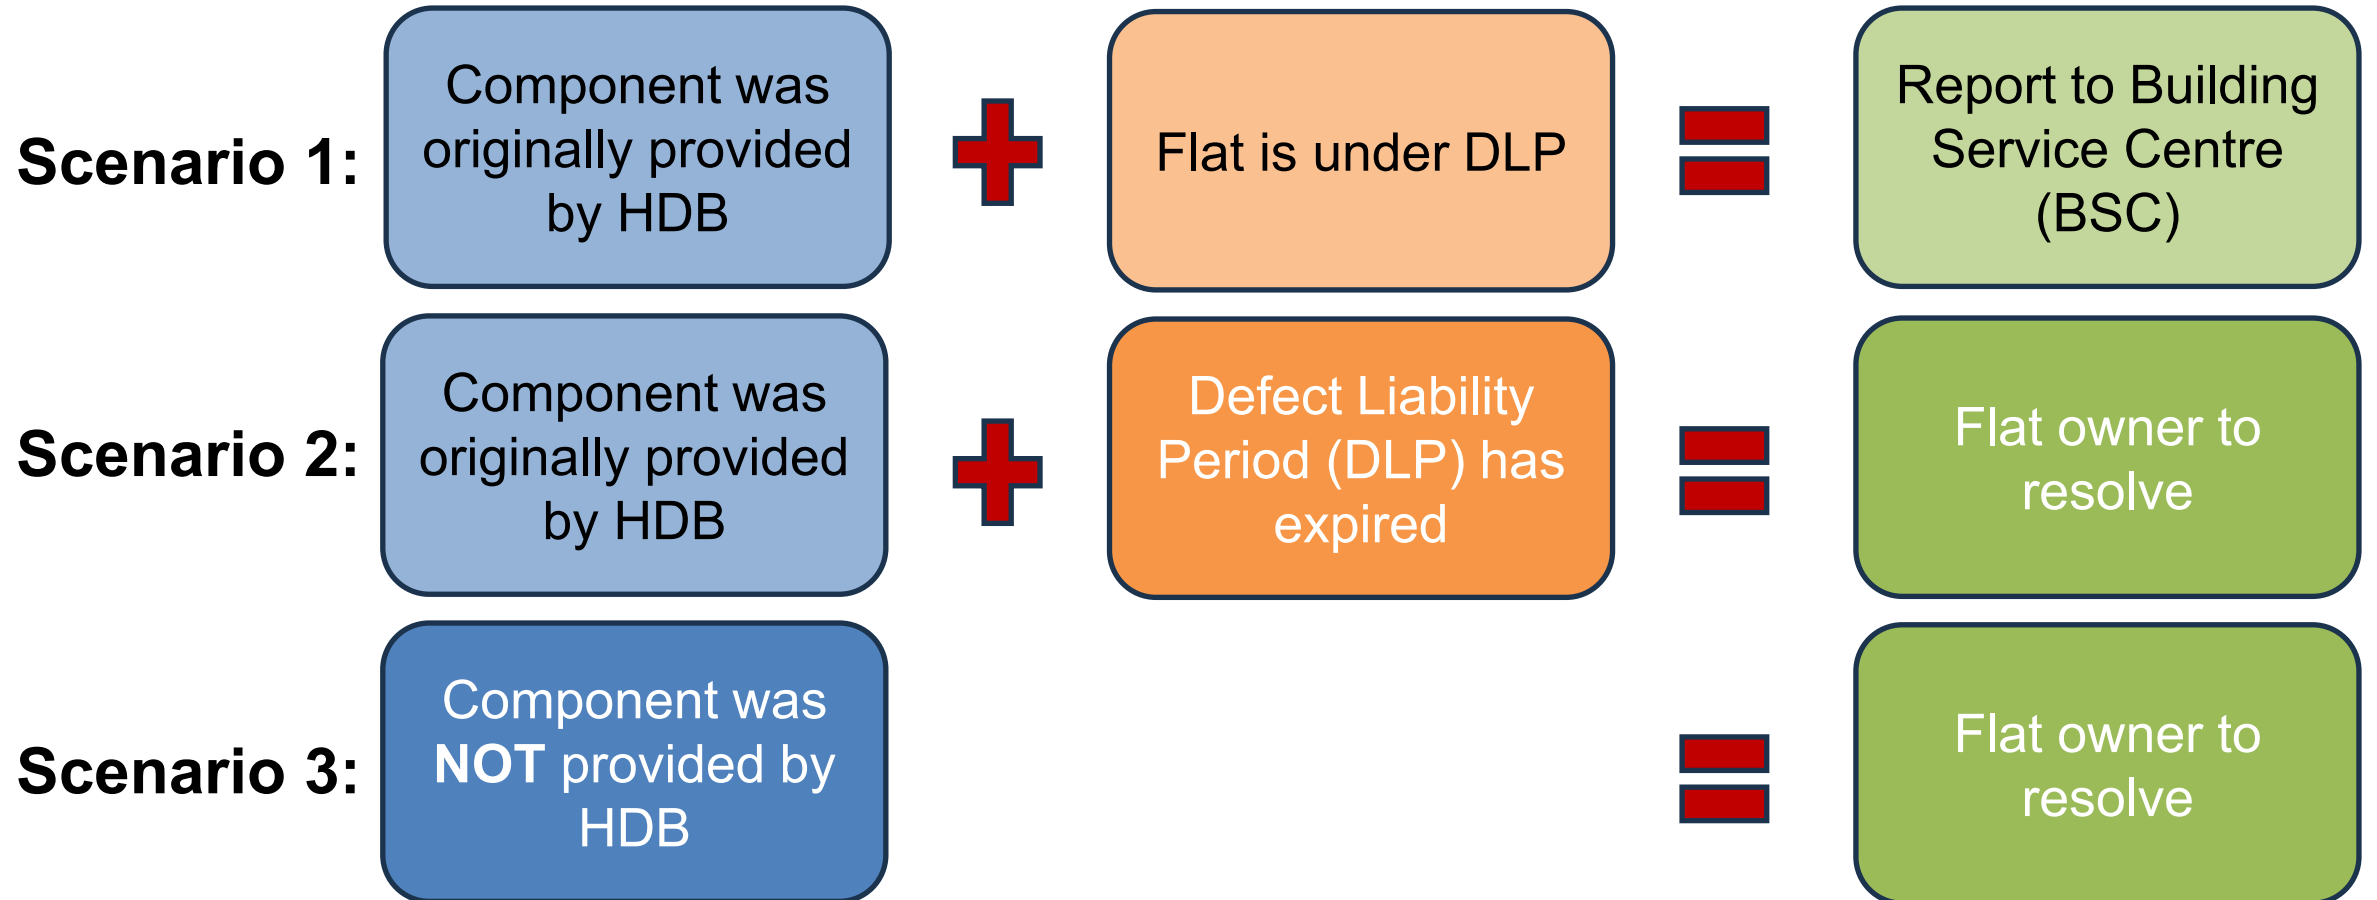 Scenario 1:
Component was
originally provided
by HDB
Flat is under DLP
Report to Building
Service Centre
(BSC)
Scenario 2:
Component was
originally provided
by HDB
Defect Liability
Period (DLP) has
expired
Flat owner to
resolve
Scenario 3:
Component was
NOT provided by
HDB
Flat owner to
resolve